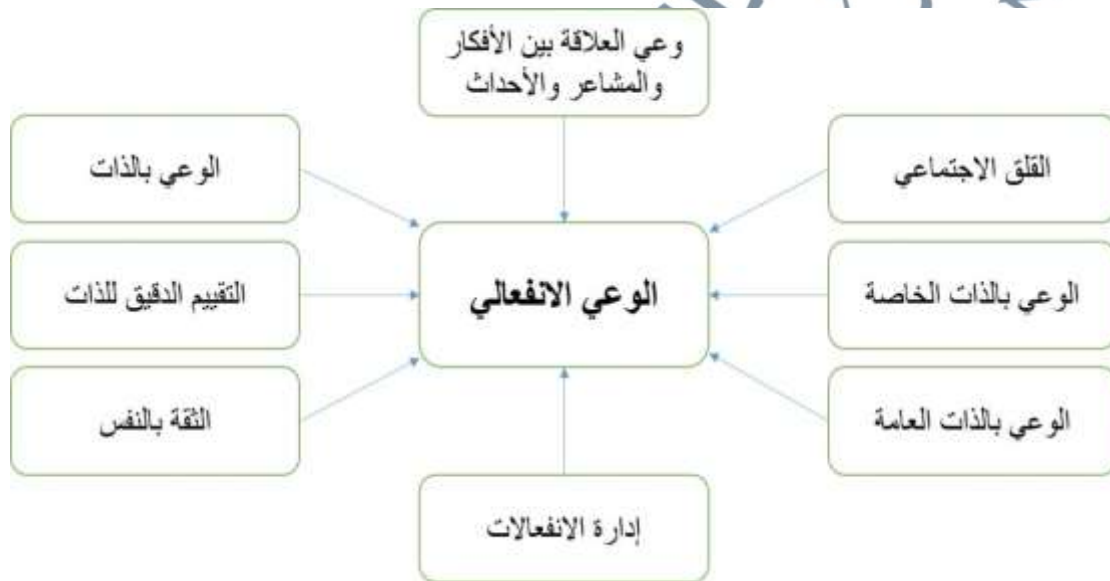 وعي العلاقة بين الأفكار
والمشاعر والأحداث
القلق الاجتماعي
الوعي بالذات
الوعي بالذات الخاصة
الوعي الانفعالي
التقييم الدقيق للذات
الوعي بالذات العامة
الثقة بالنفس
إدارة الانفعالات